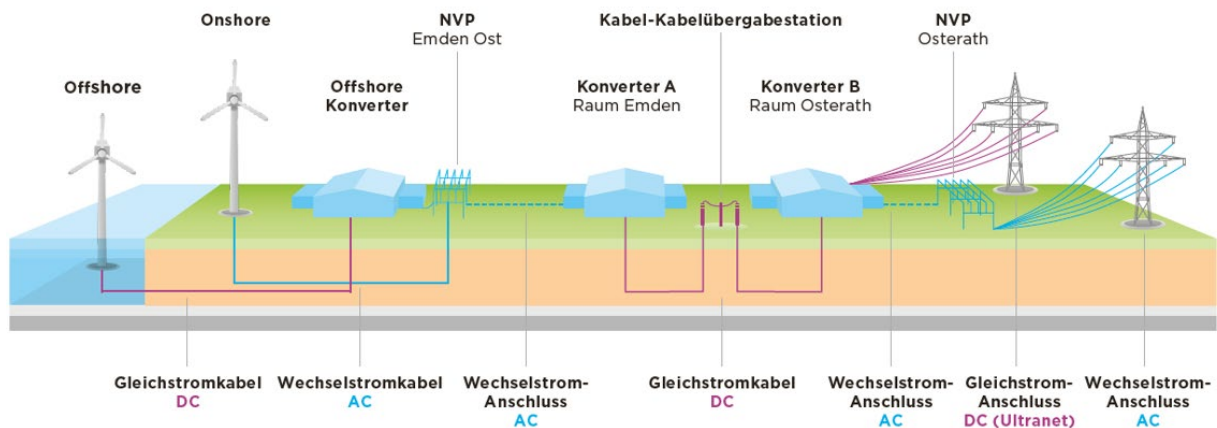 Offshore
Onshore
Offshore
Konverter
NVP
Emden Ost
Konverter A
Raum Emden
Kabel-Kabelübergabestation
Konverter B
Raum Osterath
NVP
Osterath
Gleichstromkabel
DC
Wechselstromkabel
AC
Wechselstrom-
Anschluss
AC
Gleichstromkabel
DC
Wechselstrom-
Anschluss
AC
Gleichstrom-
Anschluss
DC (Ultranet)
Wechselstrom-
Anschluss
AC